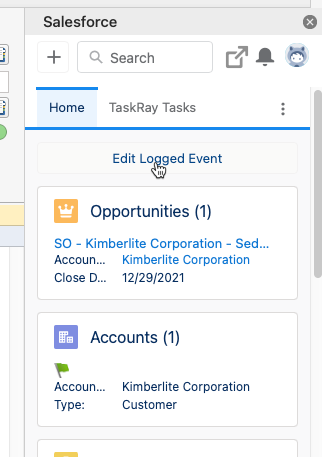 Salesforce
Search
Home
TaskRay Tasks
Edit Logged Event
Opportunities (1)
SO - Kimberlite Corporation - Sed...
Accoun... Kimberlite Corporation
Close D... 12/29/2021
Accounts (1)
Accoun... Kimberlite Corporation
Type: Customer